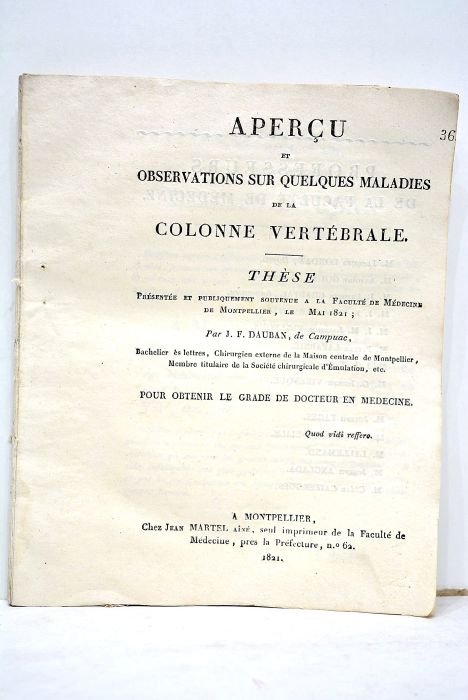 36
APERÇU
ET
OBSERVATIONS SUR QUELQUES MALADIES
DE LA
COLONNE VERTÉBRALE.
THÈSE
PRÉSENTÉE ET PUBLIQUEMENT SOUTENUE A LA FACULTÉ DE MÉDECINE
DE MONTPELLIER, LE MAI 1821;
Par J. F. DAUBAN, de Campuac,
Bachelier ès lettres, Chirurgien externe de la Maison centrale de Montpellier,
Membre titulaire de la Société chirurgicale d'Émulation, etc.
POUR OBTENIR LE GRADE DE DOCTEUR EN MEDECINE.
Quod vidi reffero.
A MONTPELLIER,
Chez JEAN MARTEL AÎNÉ, seul imprimeur de la Faculté de
Médecine, près la Préfecture, n.o 62.
1821.